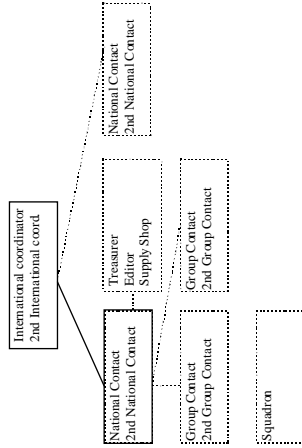 International coordinator
2nd International coord.
National Contact
2nd National Contact
Treasurer
Editor
Supply Shop
National Contact
2nd National Contact
Group Contact
2nd Group Contact
Group Contact
2nd Group Contact
Squadron